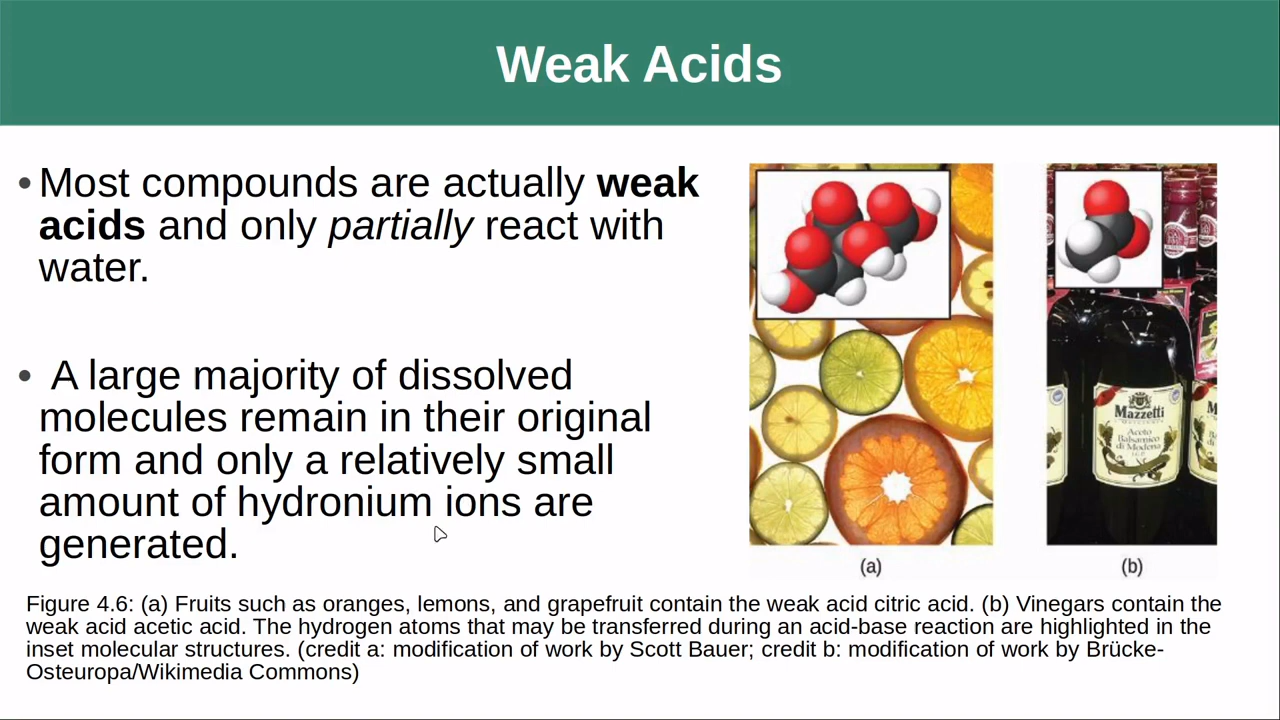 Weak Acids
•Most compounds are actually weak
acids and only partially react with
water.
• A large majority of dissolved
molecules remain in their original
form and only a relatively small
amount of hydronium ions are
generated.
Mazzetti
Aceto
Balsamico
di Modena
(a)
(b)
Figure 4.6: (a) Fruits such as oranges, lemons, and grapefruit contain the weak acid citric acid. (b) Vinegars contain the
weak acid acetic acid. The hydrogen atoms that may be transferred during an acid-base reaction are highlighted in the
inset molecular structures. (credit a: modification of work by Scott Bauer; credit b: modification of work by Brücke-
Osteuropa/Wikimedia Commons)